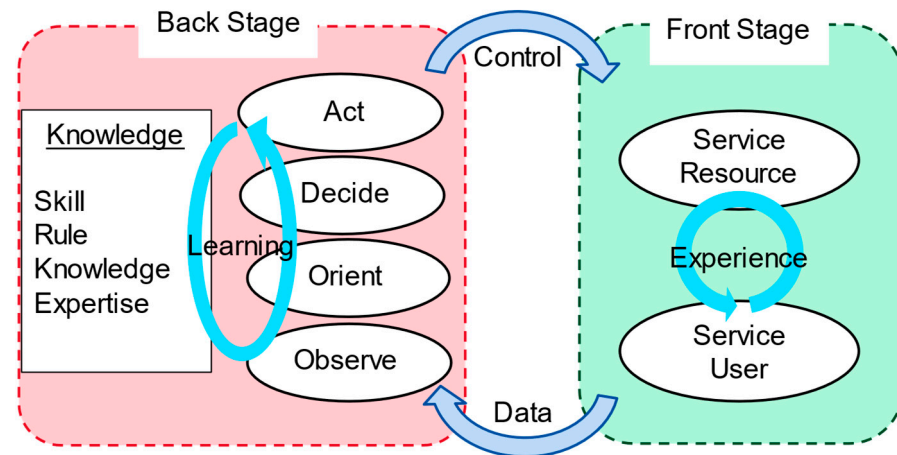 Back Stage
Control
Front Stage
Knowledge
Skill
Rule
Knowledge
Expertise
Act
Decide
Learning
Orient
Observe
Service
Resource
Experience
Service
User
Data